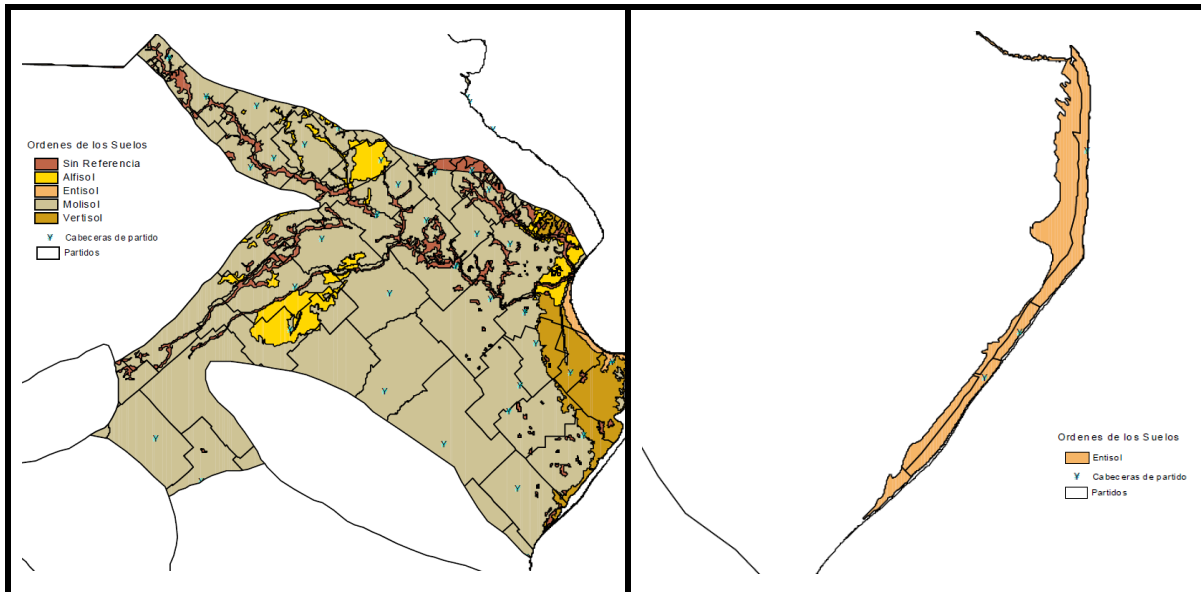 Ordenes de los Suelos
Sin Referencia
Alfisol
Entisol
Molisol
Vertisol
Cabeceras de partido
Partidos
Ordenes de los Suelos
Entisol
Cabeceras de partido
Partidos